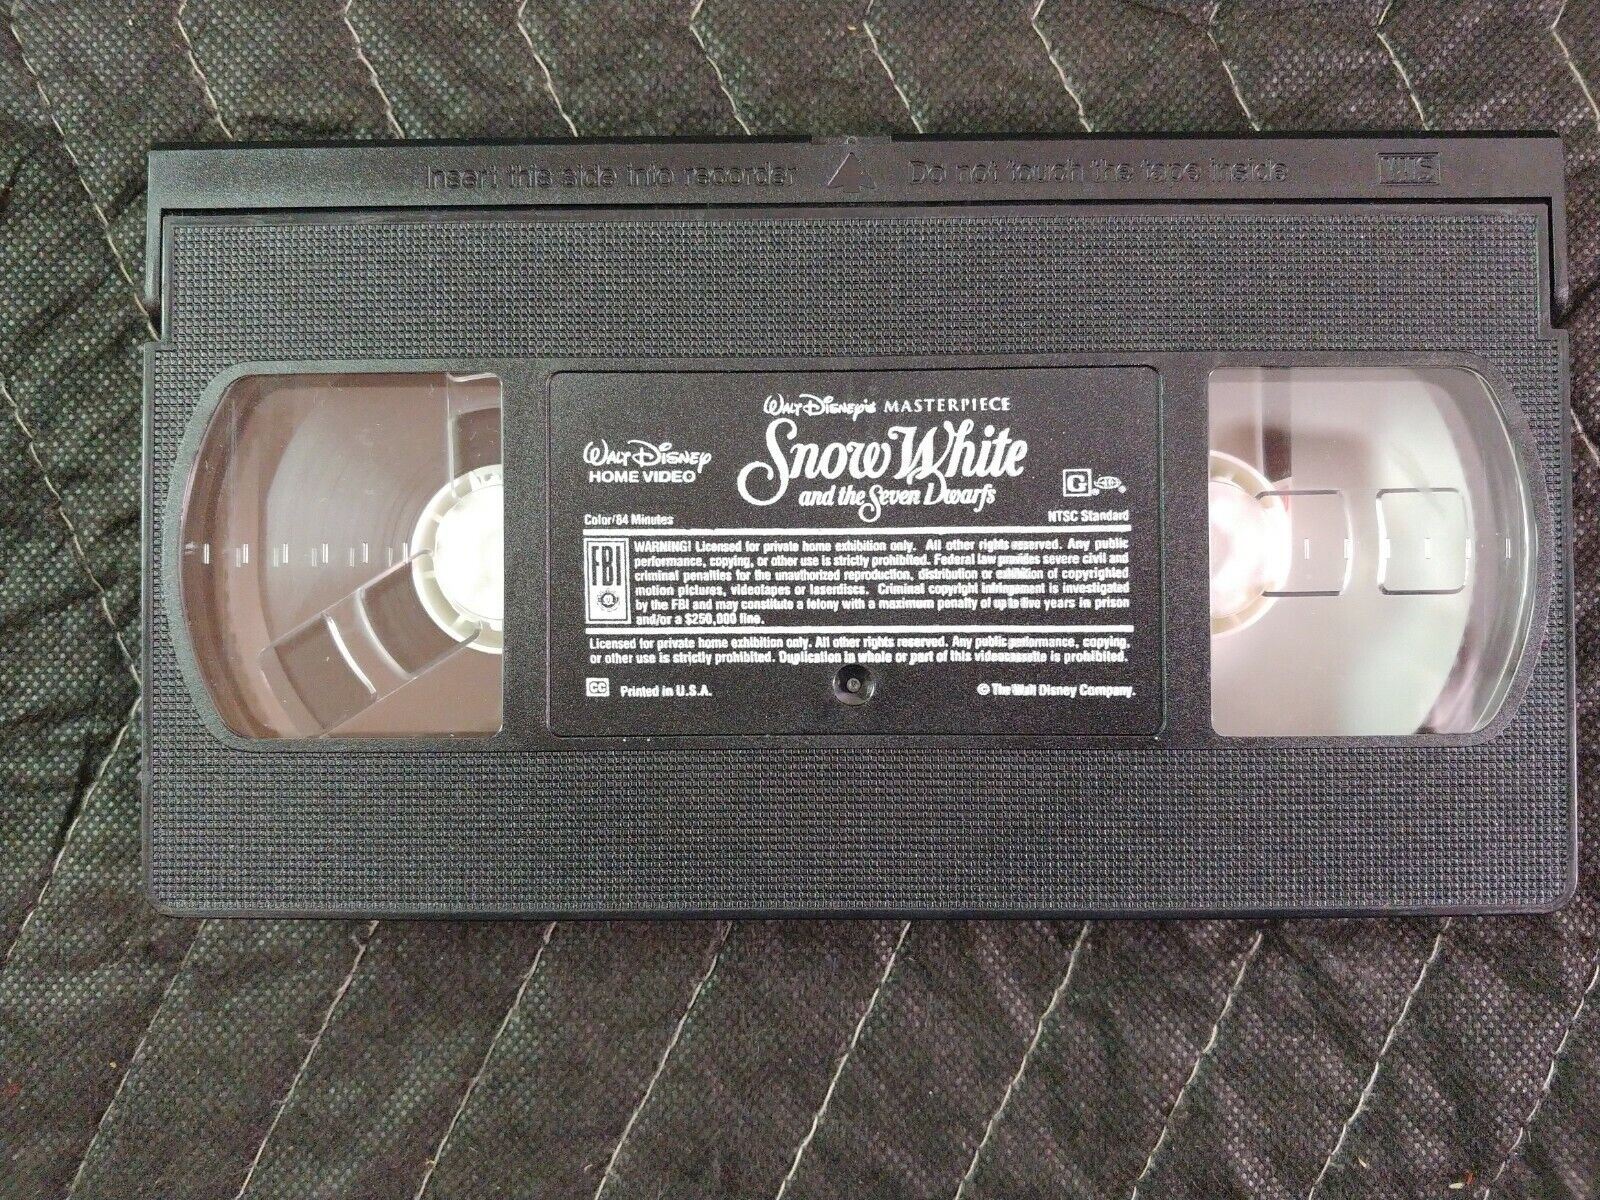 Insert this side into recorder Do not touch the tape inside VHS
WALT DISNEY'S MASTERPIECE
Snow White
and the Seven Dwarfs
WALT DISNEY
HOME VIDEO
G
Color/84 Minutes NTSC Standard
FBI
WARNING! Licensed for private home exhibition only. All other rights reserved. Any public
performance, copying, or other use is strictly prohibited. Federal law provides severe civil and
criminal penalties for the unauthorized reproduction, distribution or exhibition of copyrighted
motion pictures, videotapes or laserdiscs. Criminal copyright infringement is investigated
by the FBI and may constitute a felony with a maximum penalty of up to five years in prison
and/or a $250,000 fine.
Licensed for private home exhibition only. All other rights reserved. Any public performance, copying,
or other use is strictly prohibited. Duplication in whole or part of this videocassette is prohibited.
CC Printed in U.S.A. © The Walt Disney Company.